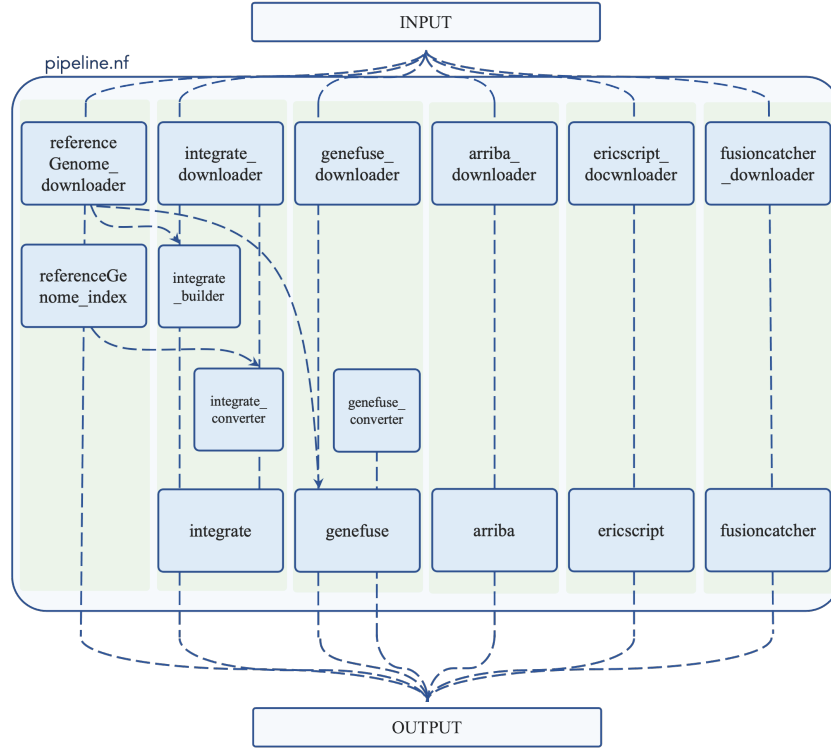 INPUT
pipeline.nf
reference
Genome_
downloader
integrate_
downloader
genefuse_
downloader
arriba_
downloader
ericscript_
docwnloader
fusioncatcher
_downloader
referenceGe
nome_index
integrate
_builder
integrate_
converter
genefuse_
converter
integrate
genefuse
arriba
ericscript
fusioncatcher
OUTPUT